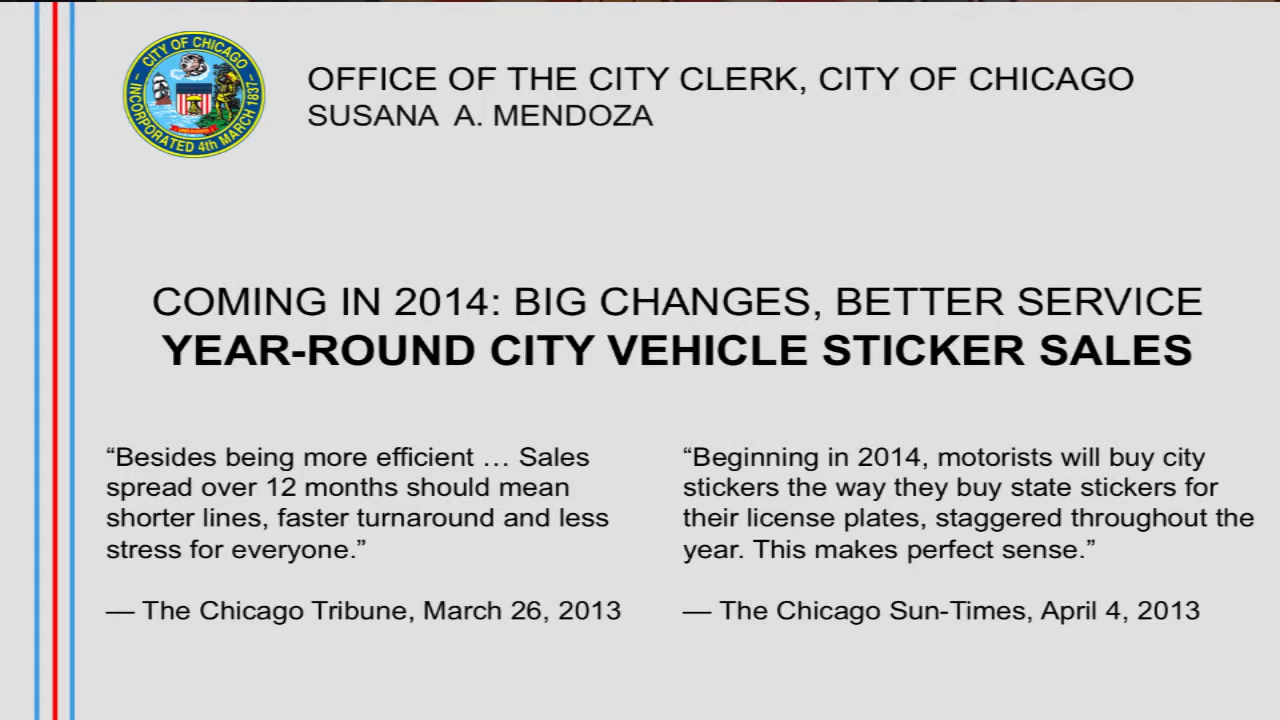 CITY OF CHICAGO
INCORPORATED 4th MARCH 1837
OFFICE OF THE CITY CLERK, CITY OF CHICAGO
SUSANA A. MENDOZA
COMING IN 2014: BIG CHANGES, BETTER SERVICE
YEAR-ROUND CITY VEHICLE STICKER SALES
“Besides being more efficient … Sales
spread over 12 months should mean
shorter lines, faster turnaround and less
stress for everyone.”
— The Chicago Tribune, March 26, 2013
“Beginning in 2014, motorists will buy city
stickers the way they buy state stickers for
their license plates, staggered throughout the
year. This makes perfect sense.”
— The Chicago Sun-Times, April 4, 2013